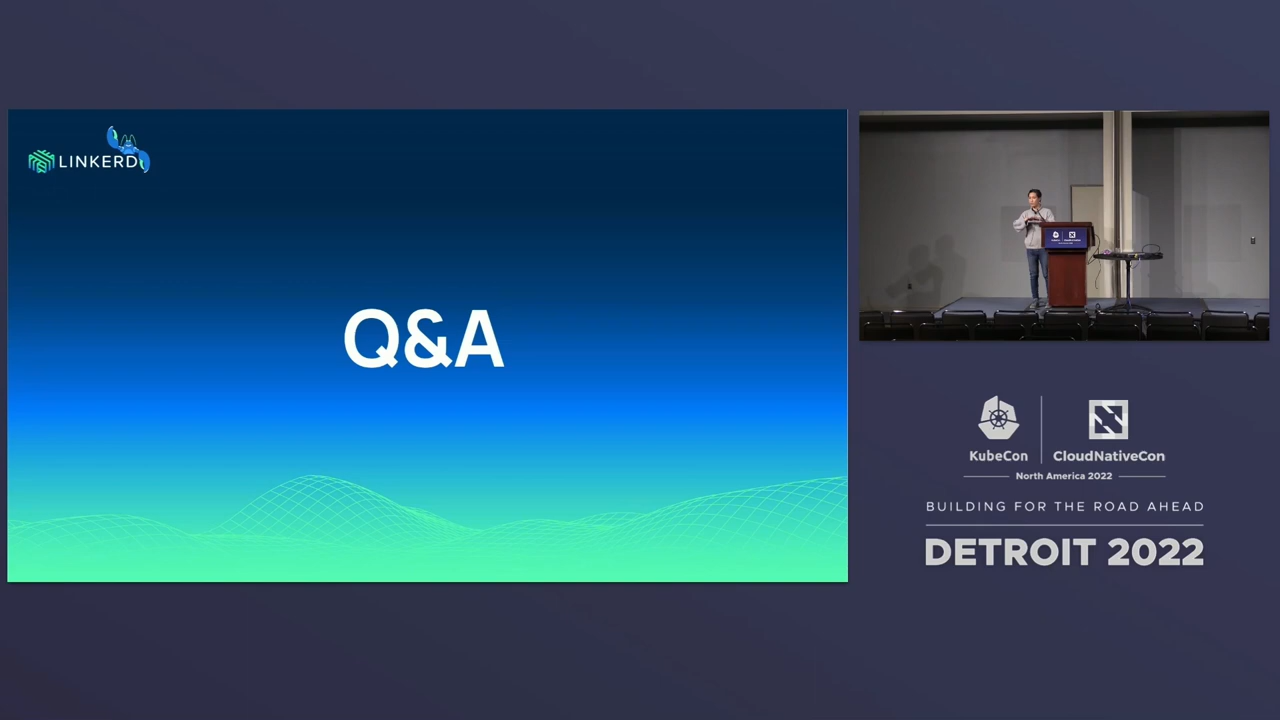 LINKERD
Q&A
KubeCon
CloudNativeCon
North America 2022
BUILDING FOR THE ROAD AHEAD
DETROIT 2022